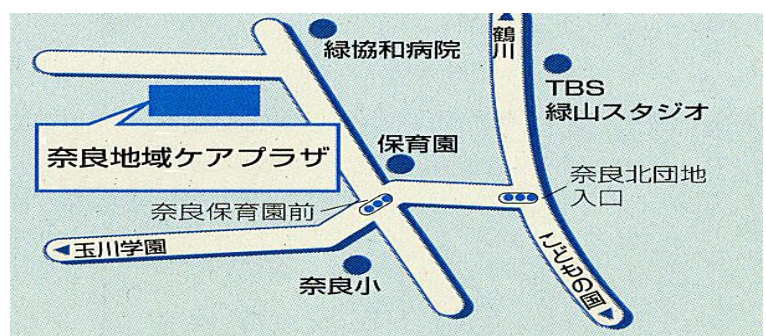 緑協和病院
鶴川
TBS
緑山スタジオ
奈良地域ケアプラザ
保育園
奈良北団地
入口
奈良保育園前
玉川学園
こどもの国
奈良小